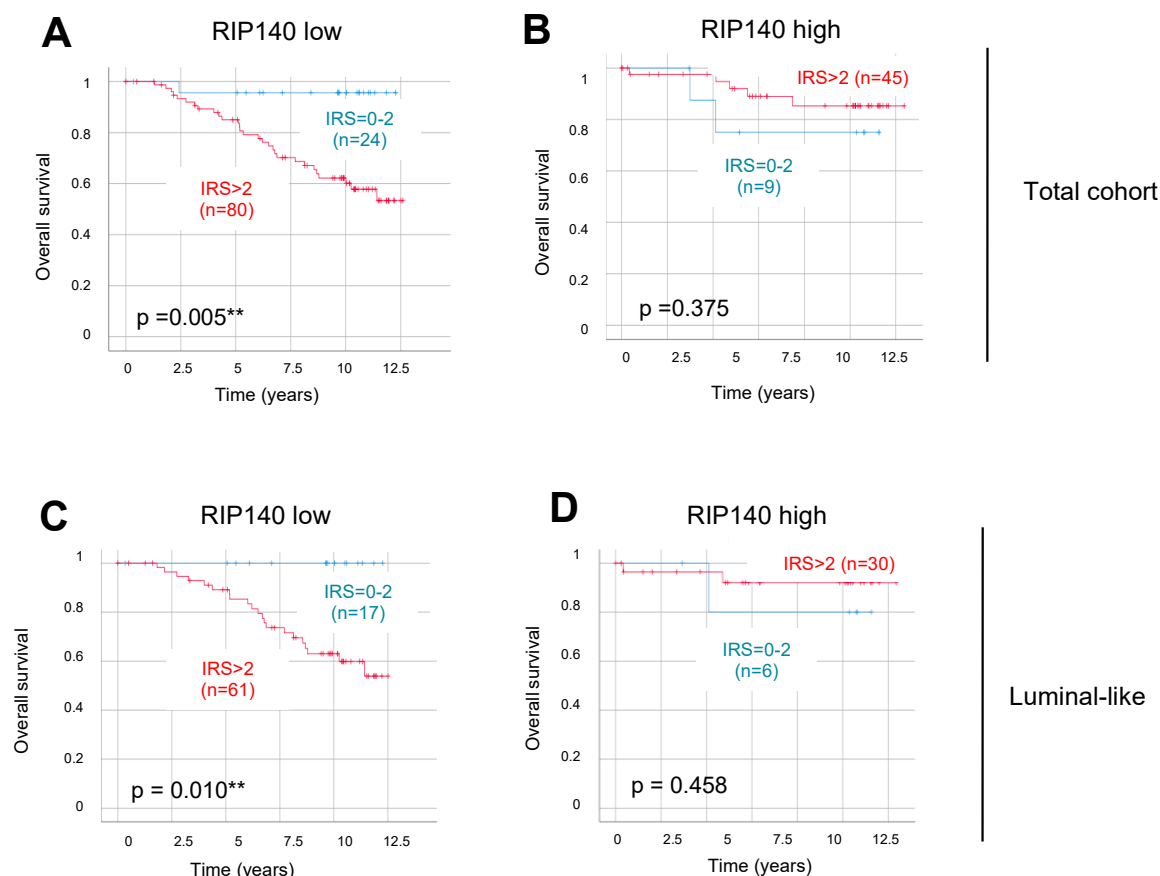 A
RIP140 low
1
0.8
0.6
0.4
0.2
0
Overall survival
IRS=0-2
(n=24)
IRS>2
(n=80)
p =0.005**
0 2.5 5 7.5 10 12.5
Time (years)
B
RIP140 high
1
0.8
0.6
0.4
0.2
0
Overall survival
IRS>2 (n=45)
IRS=0-2
(n=9)
p =0.375
0 2.5 5 7.5 10 12.5
Time (years)
Total cohort
C
RIP140 low
1
0.8
0.6
0.4
0.2
0
Overall survival
IRS=0-2
(n=17)
IRS>2
(n=61)
p = 0.010**
0 2.5 5 7.5 10 12.5
Time (years)
D
RIP140 high
1
0.8
0.6
0.4
0.2
0
Overall survival
IRS>2 (n=30)
IRS=0-2
(n=6)
p = 0.458
0 2.5 5 7.5 10 12.5
Time (years)
Luminal-like